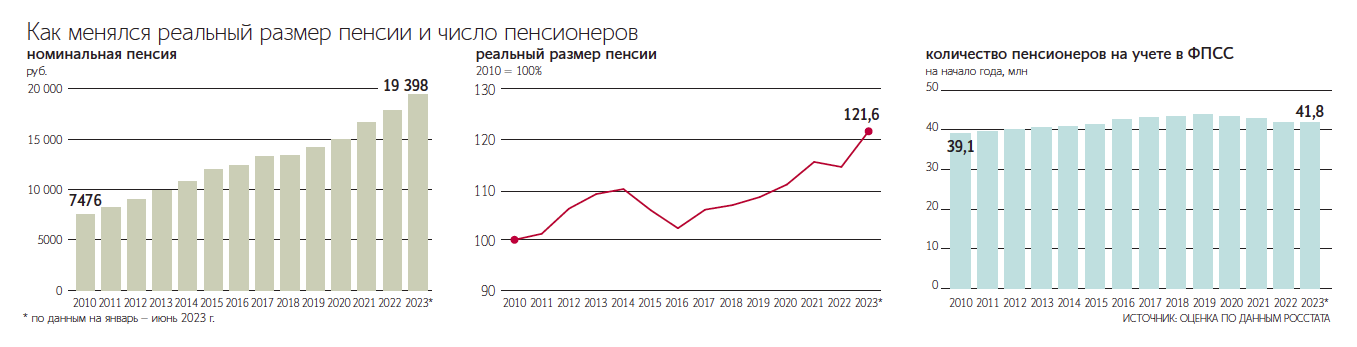 Как менялся реальный размер пенсии и число пенсионеров
номинальная пенсия
руб.
20 000
15 000
10 000
5000
0
7476
19 398
2010 2011 2012 2013 2014 2015 2016 2017 2018 2019 2020 2021 2022 2023*
* по данным на январь – июнь 2023 г.
реальный размер пенсии
2010 = 100%
130
120
110
100
90
121,6
2010 2011 2012 2013 2014 2015 2016 2017 2018 2019 2020 2021 2022 2023*
количество пенсионеров на учете в ФПСС
на начало года, млн
50
40
30
20
10
0
39,1
41,8
2010 2011 2012 2013 2014 2015 2016 2017 2018 2019 2020 2021 2022 2023*
ИСТОЧНИК: ОЦЕНКА ПО ДАННЫМ РОССТАТА